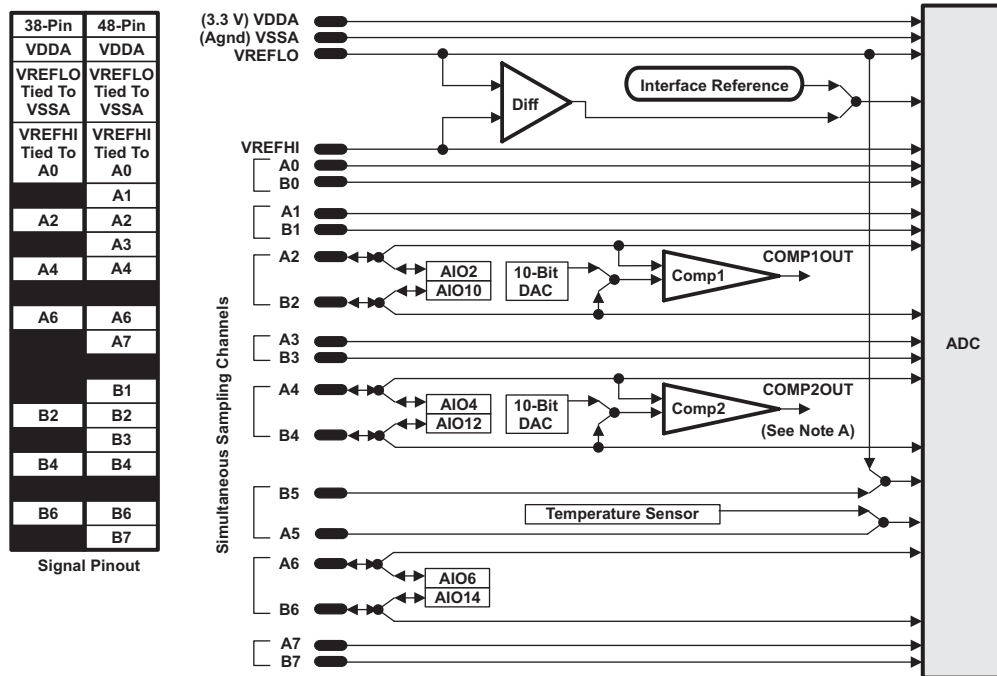 38-Pin 48-Pin
VDDA VDDA
VREFLO VREFLO
Tied To Tied To
VSSA VSSA
VREFHI VREFHI
Tied To Tied To
A0 A0
A1
A2 A2
A3
A4 A4
A6 A6
A7
B1
B2 B2
B3
B4 B4
B6 B6
B7
Signal Pinout
Simultaneous Sampling Channels
(3.3 V) VDDA
(Agnd) VSSA
VREFLO
Interface Reference
Diff
VREFHI
A0
B0
A1
B1
A2
AIO2
AIO10
10-Bit
DAC
Comp1
COMP1OUT
B2
A3
B3
ADC
A4
AIO4
AIO12
10-Bit
DAC
Comp2
COMP2OUT
(See Note A)
B4
B5
Temperature Sensor
A5
A6
AIO6
AIO14
B6
A7
B7